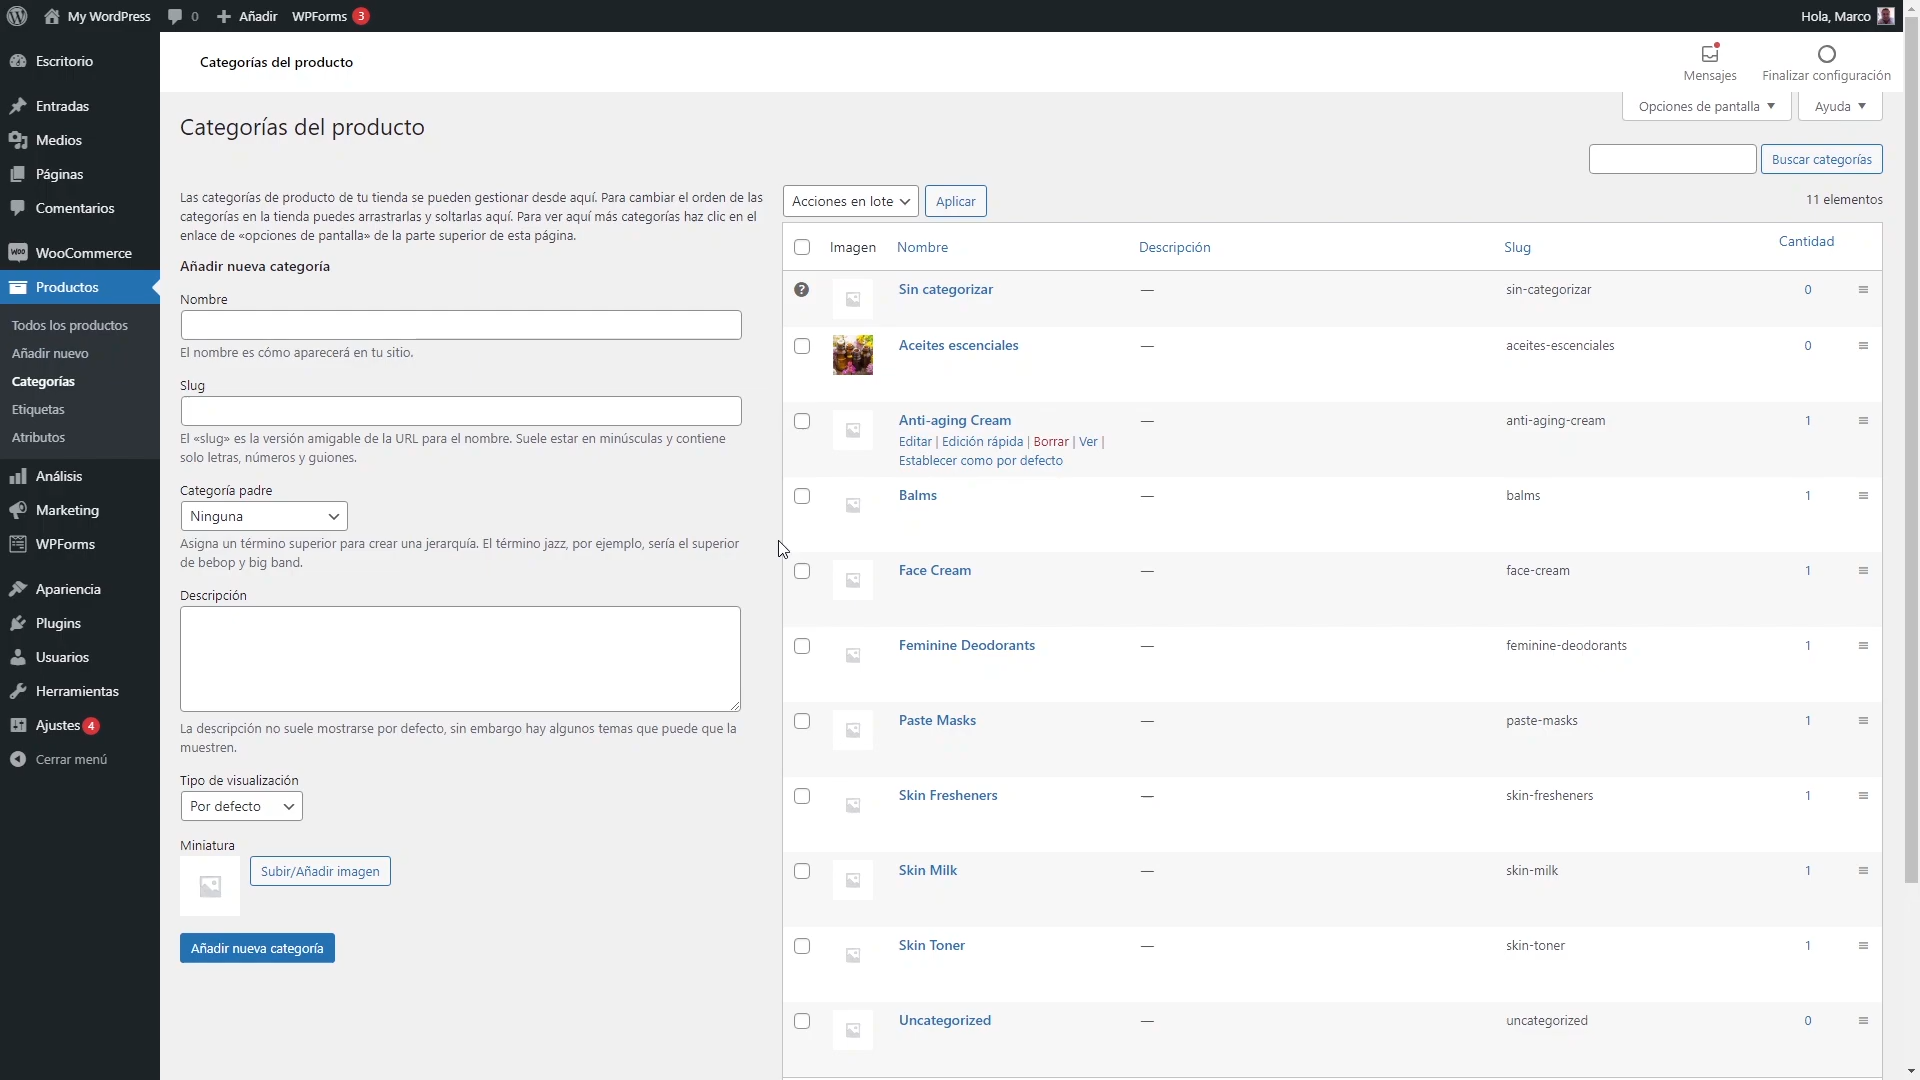 My WordPress
0
Añadir
WPForms
3
Hola, Marco
Escritorio
Entradas
Medios
Páginas
Comentarios
WooCommerce
Productos
Todos los productos
Añadir nuevo
Categorías
Etiquetas
Atributos
Análisis
Marketing
WPForms
Apariencia
Plugins
Usuarios
Herramientas
Ajustes 4
Cerrar menú
Categorías del producto
Mensajes
Finalizar configuración
Opciones de pantalla
Ayuda
Categorías del producto
Buscar categorías
Las categorías de producto de tu tienda se pueden gestionar desde aquí. Para cambiar el orden de las
categorías en la tienda puedes arrastrarlas y soltarlas aquí. Para ver aquí más categorías haz clic en el
enlace de «opciones de pantalla» de la parte superior de esta página.
Añadir nueva categoría
Nombre
El nombre es cómo aparecerá en tu sitio.
Slug
El «slug» es la versión amigable de la URL para el nombre. Suele estar en minúsculas y contiene
solo letras, números y guiones.
Categoría padre
Ninguna
Asigna un término superior para crear una jerarquía. El término jazz, por ejemplo, sería el superior
de bebop y big band.
Descripción
La descripción no suele mostrarse por defecto, sin embargo hay algunos temas que puede que la
muestren.
Tipo de visualización
Por defecto
Miniatura
Subir/Añadir imagen
Añadir nueva categoría
Acciones en lote
Aplicar
11 elementos
Imagen Nombre Descripción Slug Cantidad
? Sin categorizar — sin-categorizar 0
Aceites escenciales — aceites-escenciales 0
Anti-aging Cream — anti-aging-cream 1
Editar | Edición rápida | Borrar | Ver |
Establecer como por defecto
Balms — balms 1
Face Cream — face-cream 1
Feminine Deodorants — feminine-deodorants 1
Paste Masks — paste-masks 1
Skin Fresheners — skin-fresheners 1
Skin Milk — skin-milk 1
Skin Toner — skin-toner 1
Uncategorized — uncategorized 0